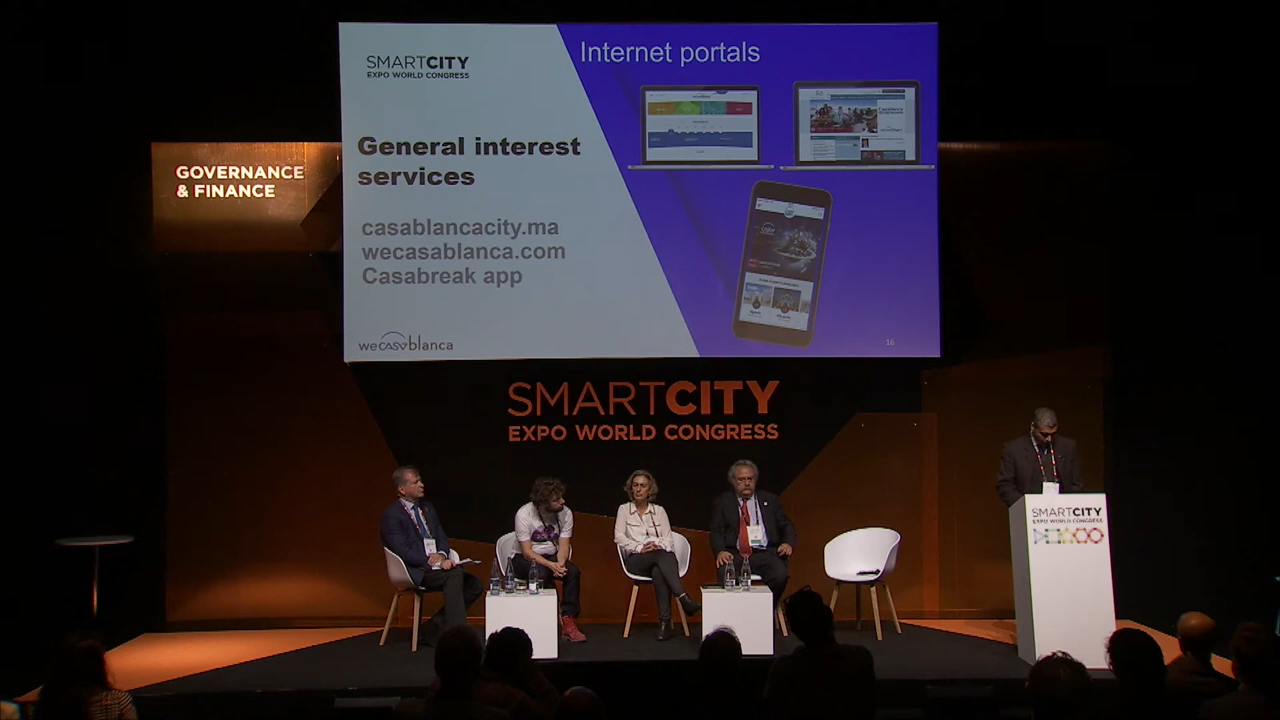 SMARTCITY
EXPO WORLD CONGRESS
Internet portals
General interest
services
casablancacity.ma
wecasablanca.com
Casabreak app
wecasablanca
16
GOVERNANCE
& FINANCE
SMARTCITY
EXPO WORLD CONGRESS
SMARTCITY
EXPO WORLD CONGRESS